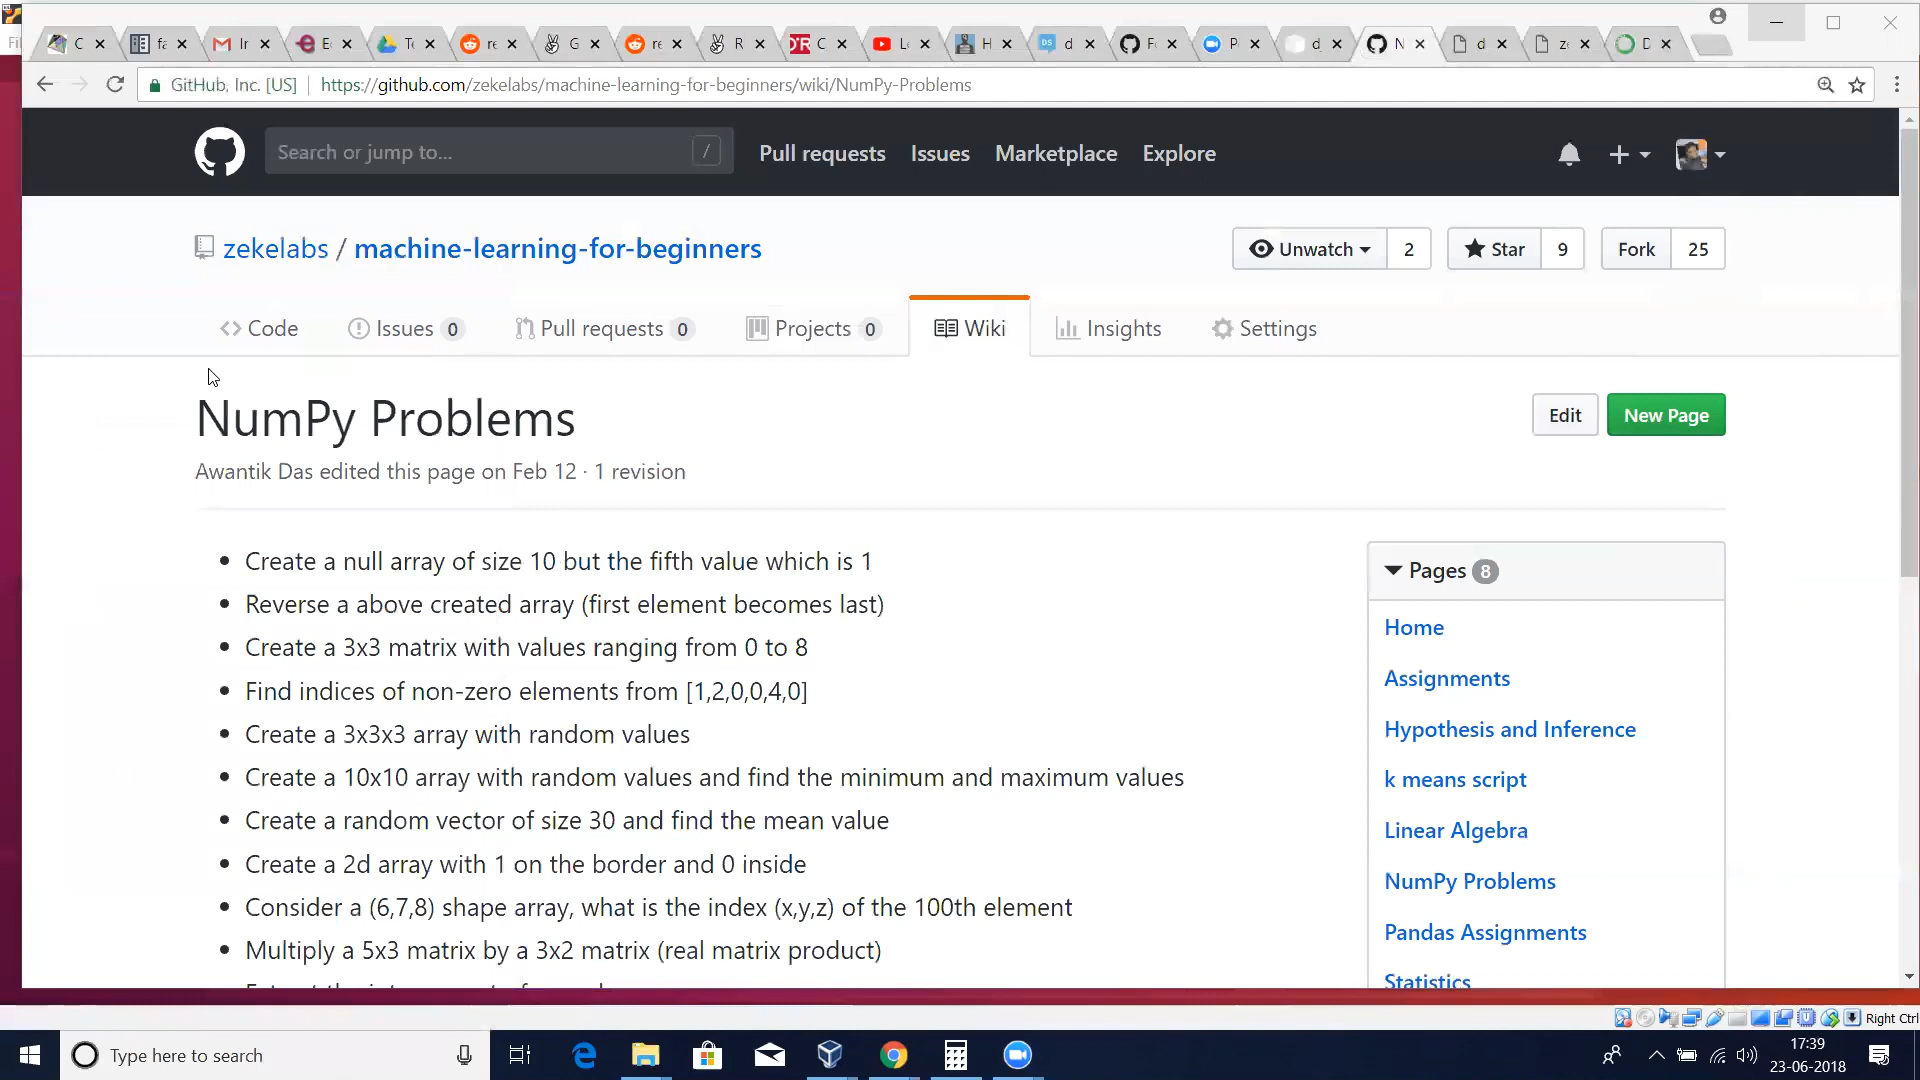 GitHub, Inc. [US] https://github.com/zekelabs/machine-learning-for-beginners/wiki/NumPy-Problems
Search or jump to... / Pull requests Issues Marketplace Explore
zekelabs / machine-learning-for-beginners Unwatch 2 Star 9 Fork 25
Code Issues 0 Pull requests 0 Projects 0 Wiki Insights Settings
NumPy Problems Edit New Page
Awantik Das edited this page on Feb 12 · 1 revision
• Create a null array of size 10 but the fifth value which is 1
• Reverse a above created array (first element becomes last)
• Create a 3x3 matrix with values ranging from 0 to 8
• Find indices of non-zero elements from [1,2,0,0,4,0]
• Create a 3x3x3 array with random values
• Create a 10x10 array with random values and find the minimum and maximum values
• Create a random vector of size 30 and find the mean value
• Create a 2d array with 1 on the border and 0 inside
• Consider a (6,7,8) shape array, what is the index (x,y,z) of the 100th element
• Multiply a 5x3 matrix by a 3x2 matrix (real matrix product)
Pages 8
Home
Assignments
Hypothesis and Inference
k means script
Linear Algebra
NumPy Problems
Pandas Assignments
Statistics
Right Ctrl
Type here to search
17:39
23-06-2018